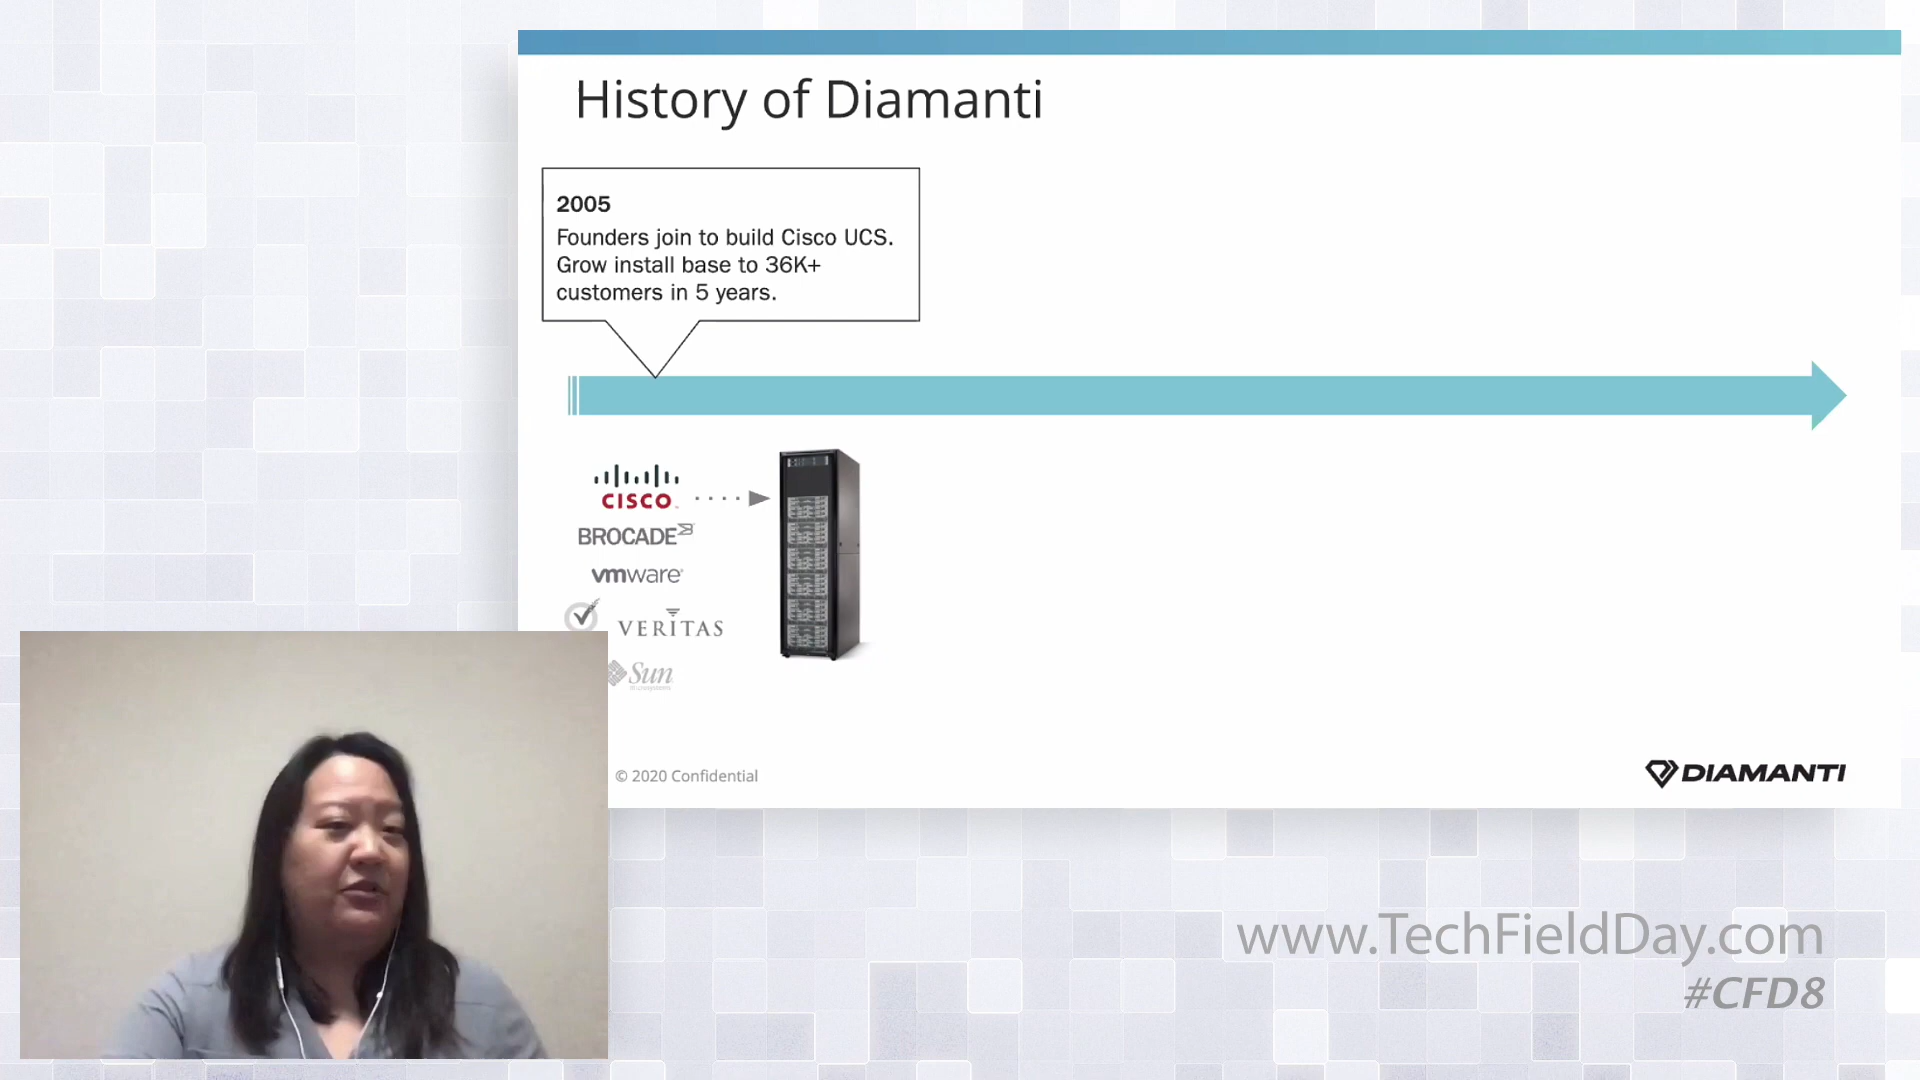 History of Diamanti
2005
Founders join to build Cisco UCS.
Grow install base to 36K+
customers in 5 years.
CISCO
BROCADE
vmware
VERITAS
Sun
© 2020 Confidential
DIAMANTI
www.TechFieldDay.com
#CFD8